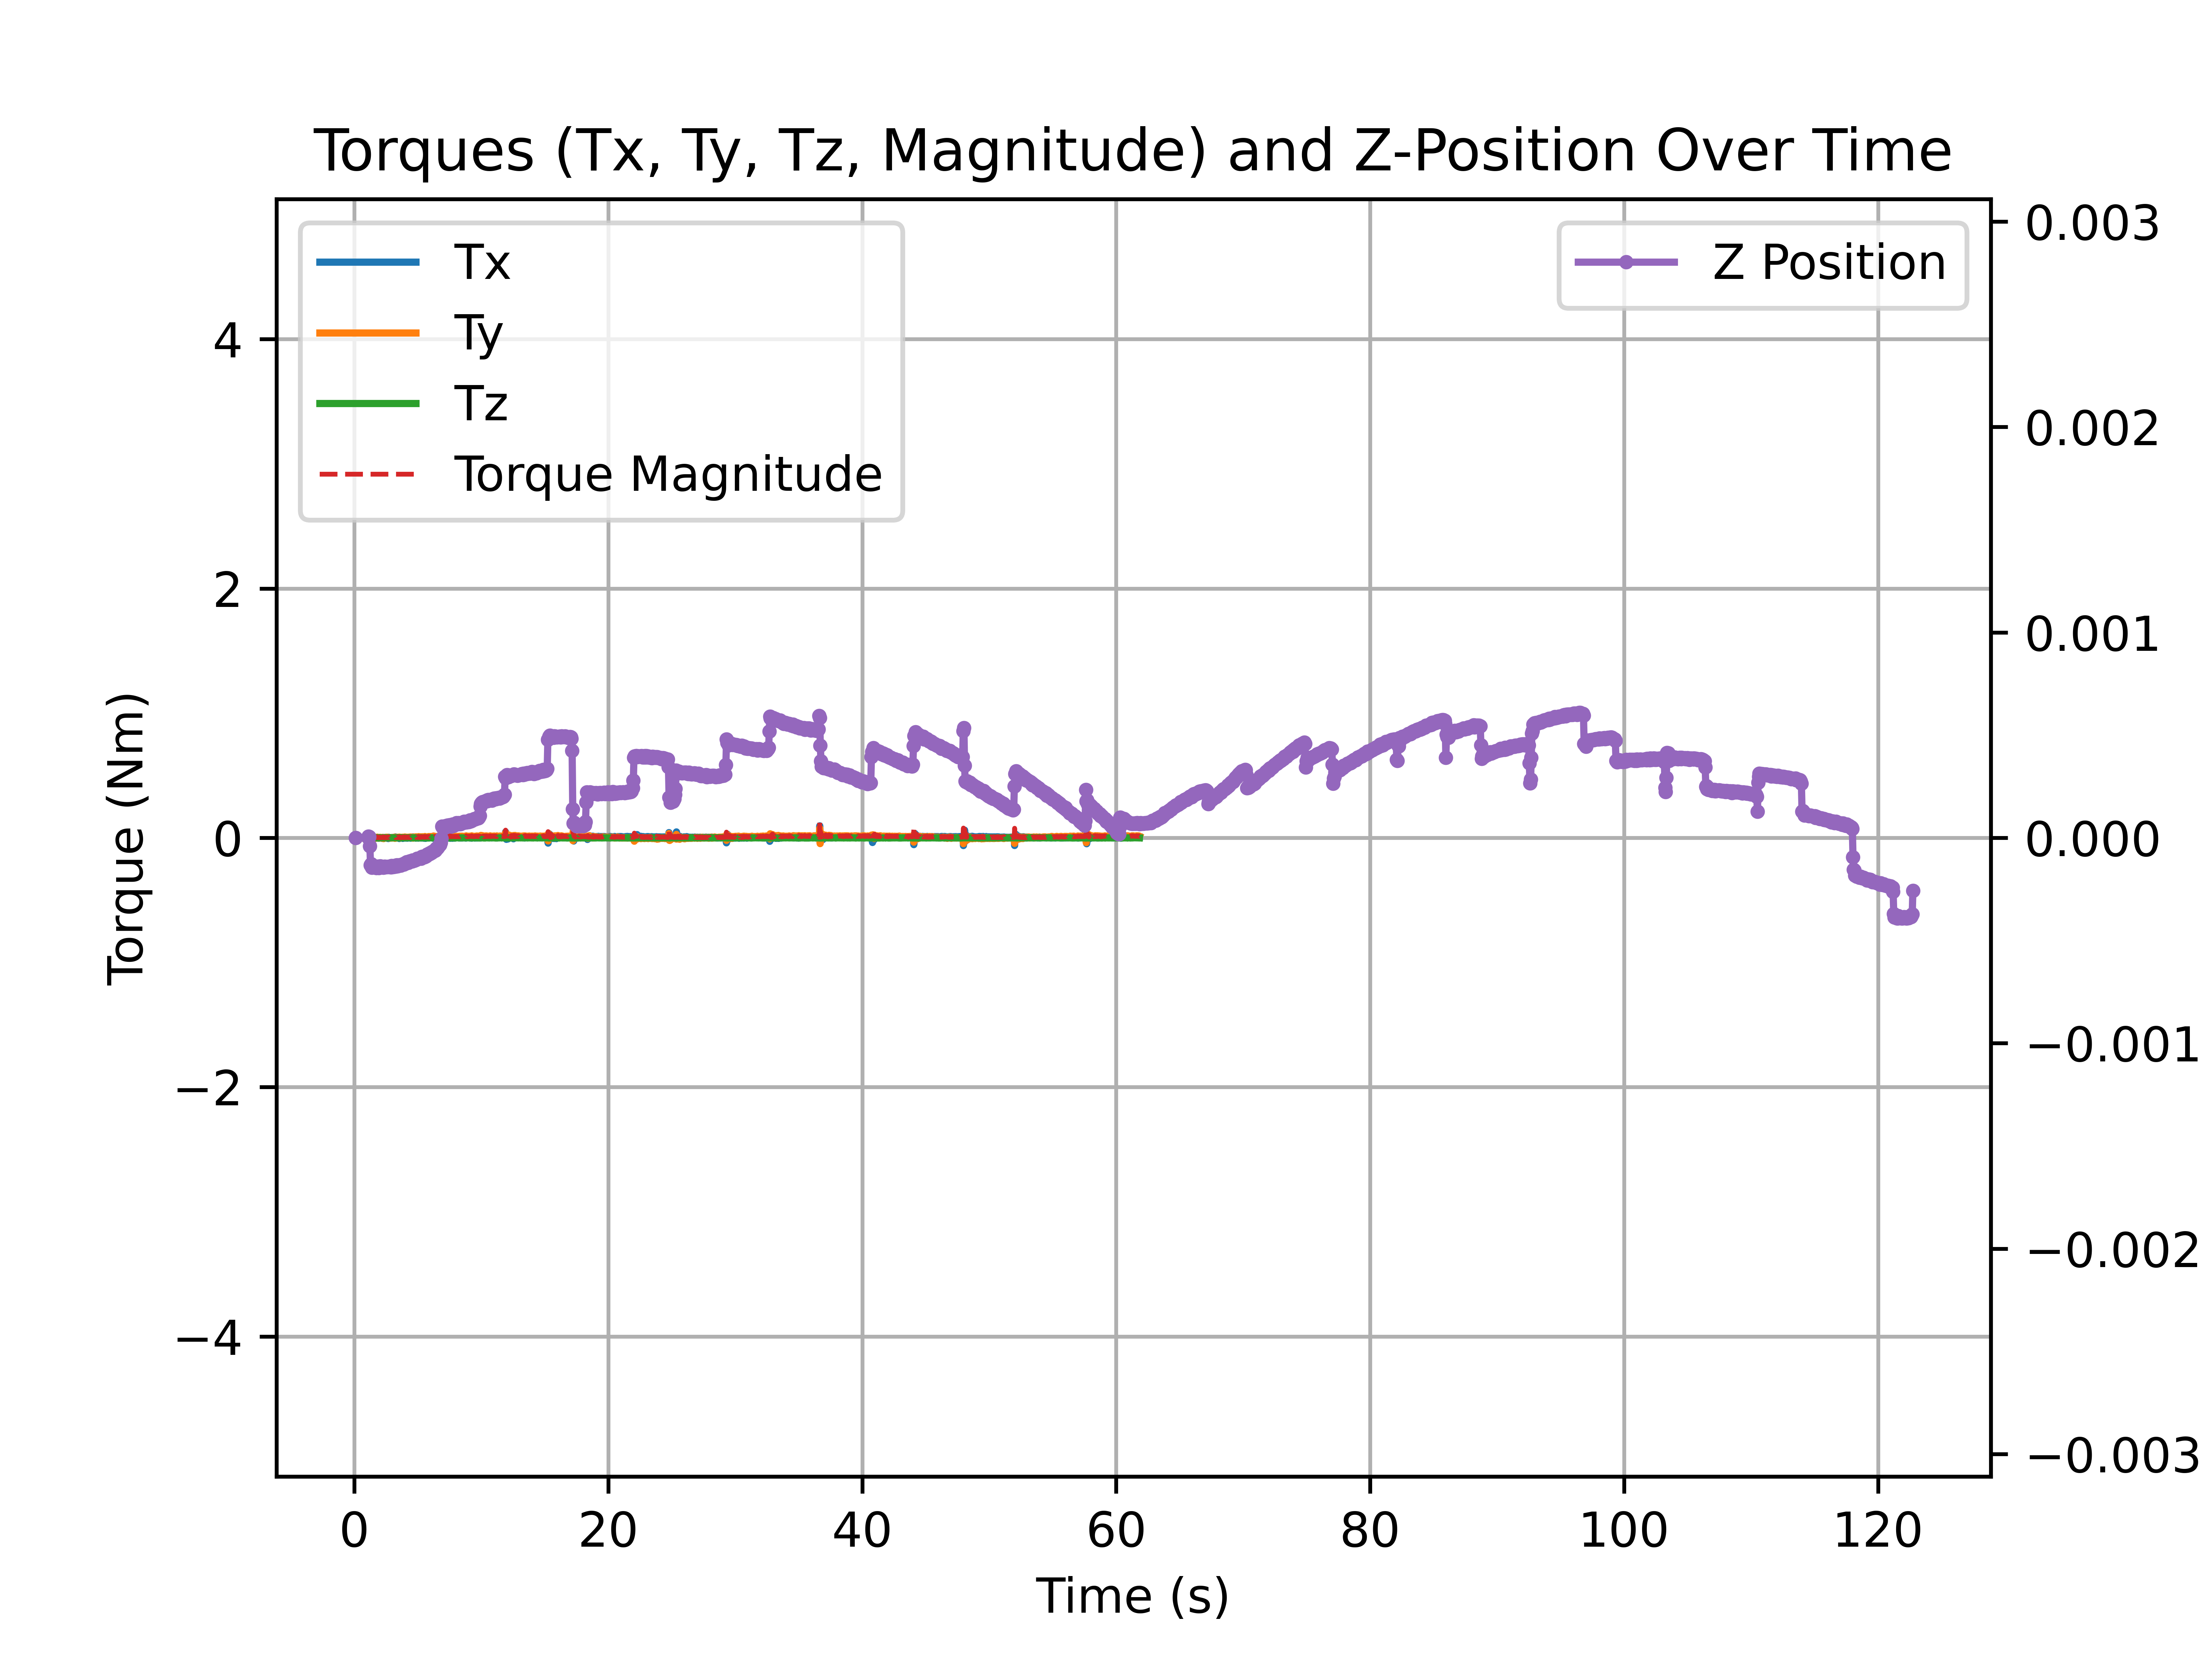 Torques (Tx, Ty, Tz, Magnitude) and Z-Position Over Time
Tx
Ty
Tz
Torque Magnitude
Z Position
4
2
0
−2
−4
Torque (Nm)
0.003
0.002
0.001
0.000
−0.001
−0.002
−0.003
0 20 40 60 80 100 120
Time (s)